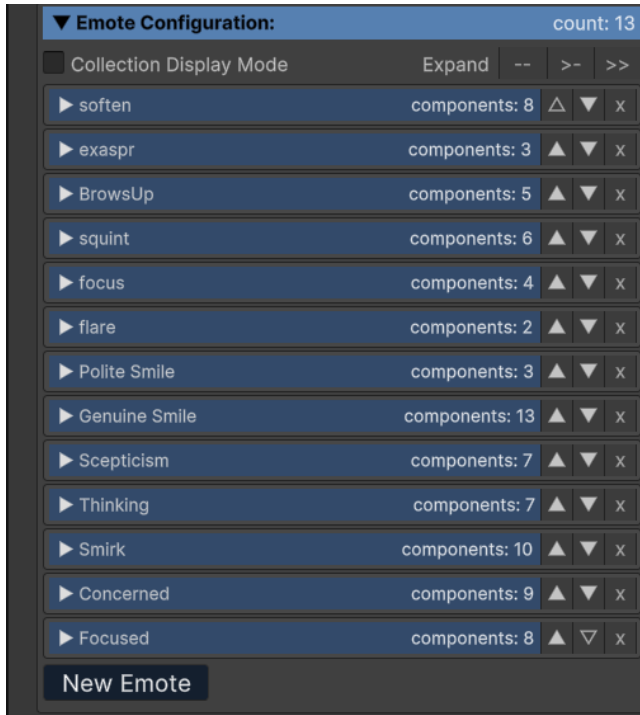 Emote Configuration: count: 13
Collection Display Mode Expand -- >- >>
soften components: 8 x
exaspr components: 3 x
BrowsUp components: 5 x
squint components: 6 x
focus components: 4 x
flare components: 2 x
Polite Smile components: 3 x
Genuine Smile components: 13 x
Scepticism components: 7 x
Thinking components: 7 x
Smirk components: 10 x
Concerned components: 9 x
Focused components: 8 x
New Emote